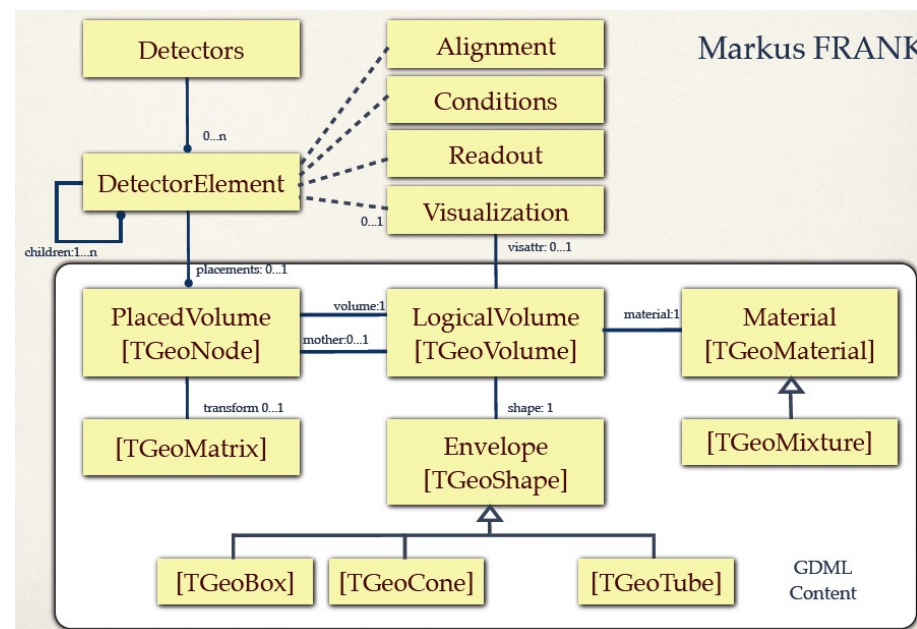 Detectors
Alignment
Markus FRANK
Conditions
0...n
Readout
DetectorElement
Visualization
0...1
children:1...n
visattr: 0...1
placements: 0...1
PlacedVolume
[TGeoNode]
volume:1
mother:0...1
LogicalVolume
[TGeoVolume]
material:1
Material
[TGeoMaterial]
transform 0...1
shape: 1
[TGeoMatrix]
Envelope
[TGeoShape]
[TGeoMixture]
[TGeoBox]
[TGeoCone]
[TGeoTube]
GDML
Content